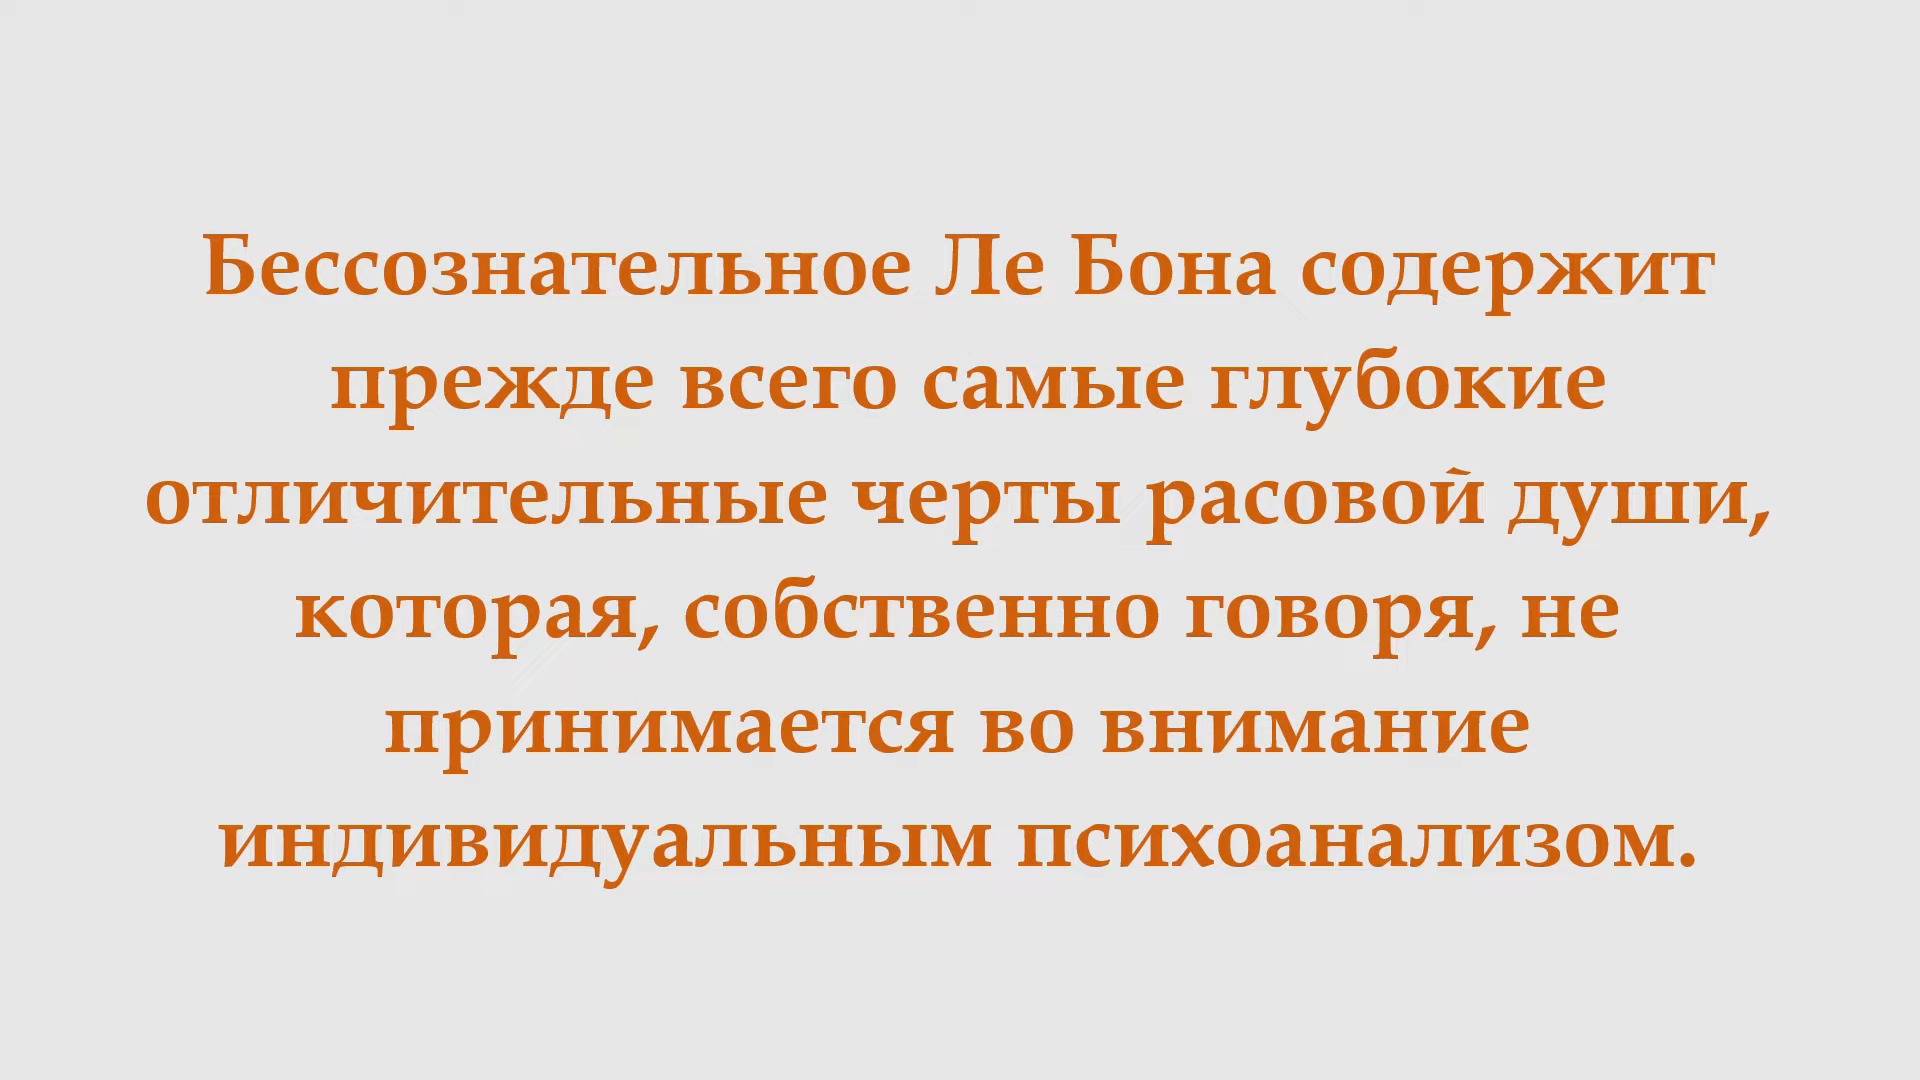 Бессознательное Ле Бона содержит
прежде всего самые глубокие
отличительные черты расовой души,
которая, собственно говоря, не
принимается во внимание
индивидуальным психоанализом.